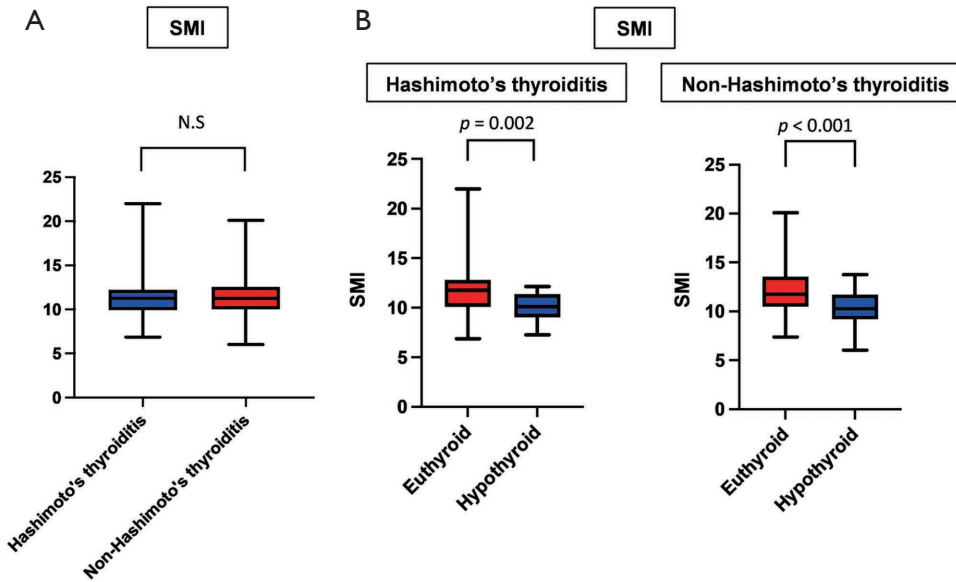 A
SMI
N.S
25
20
15
10
5
0
Hashimoto's thyroiditis
Non-Hashimoto's thyroiditis
B
SMI
Hashimoto's thyroiditis
p = 0.002
SMI
25
20
15
10
5
0
Euthyroid
Hypothyroid
Non-Hashimoto's thyroiditis
p < 0.001
SMI
25
20
15
10
5
0
Euthyroid
Hypothyroid